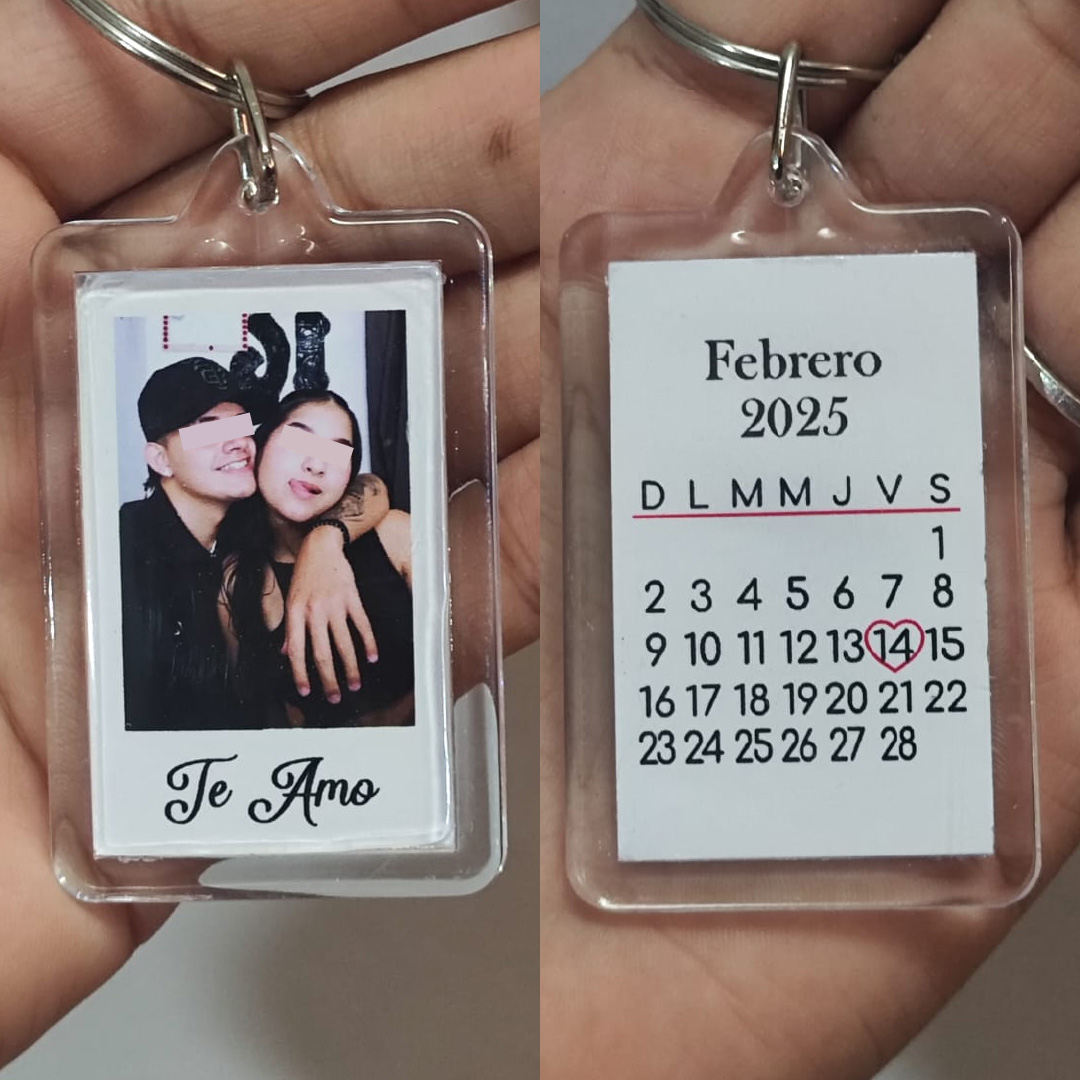 Te Amo
Febrero
2025
D L M M J V S
1
2 3 4 5 6 7 8
9 10 11 12 13 14 15
16 17 18 19 20 21 22
23 24 25 26 27 28